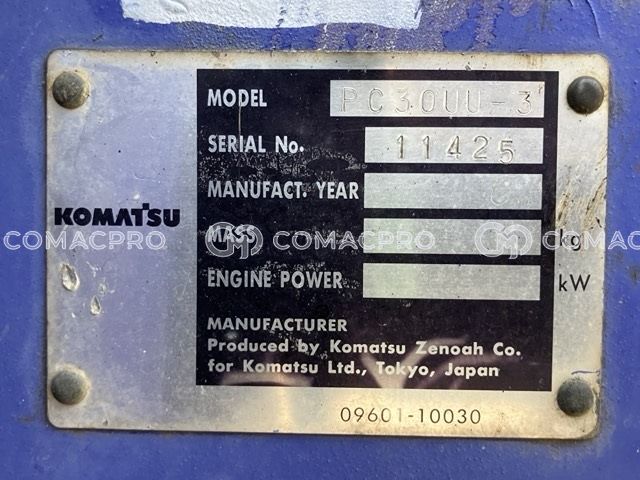 MODEL PC30UU-3
SERIAL No. 11425
MANUFACT. YEAR
KOMATSU
MASS kg
COMACPRO COMACPRO COMACPRO
ENGINE POWER kW
MANUFACTURER
Produced by Komatsu Zenoah Co.
for Komatsu Ltd., Tokyo, Japan
09601-10030